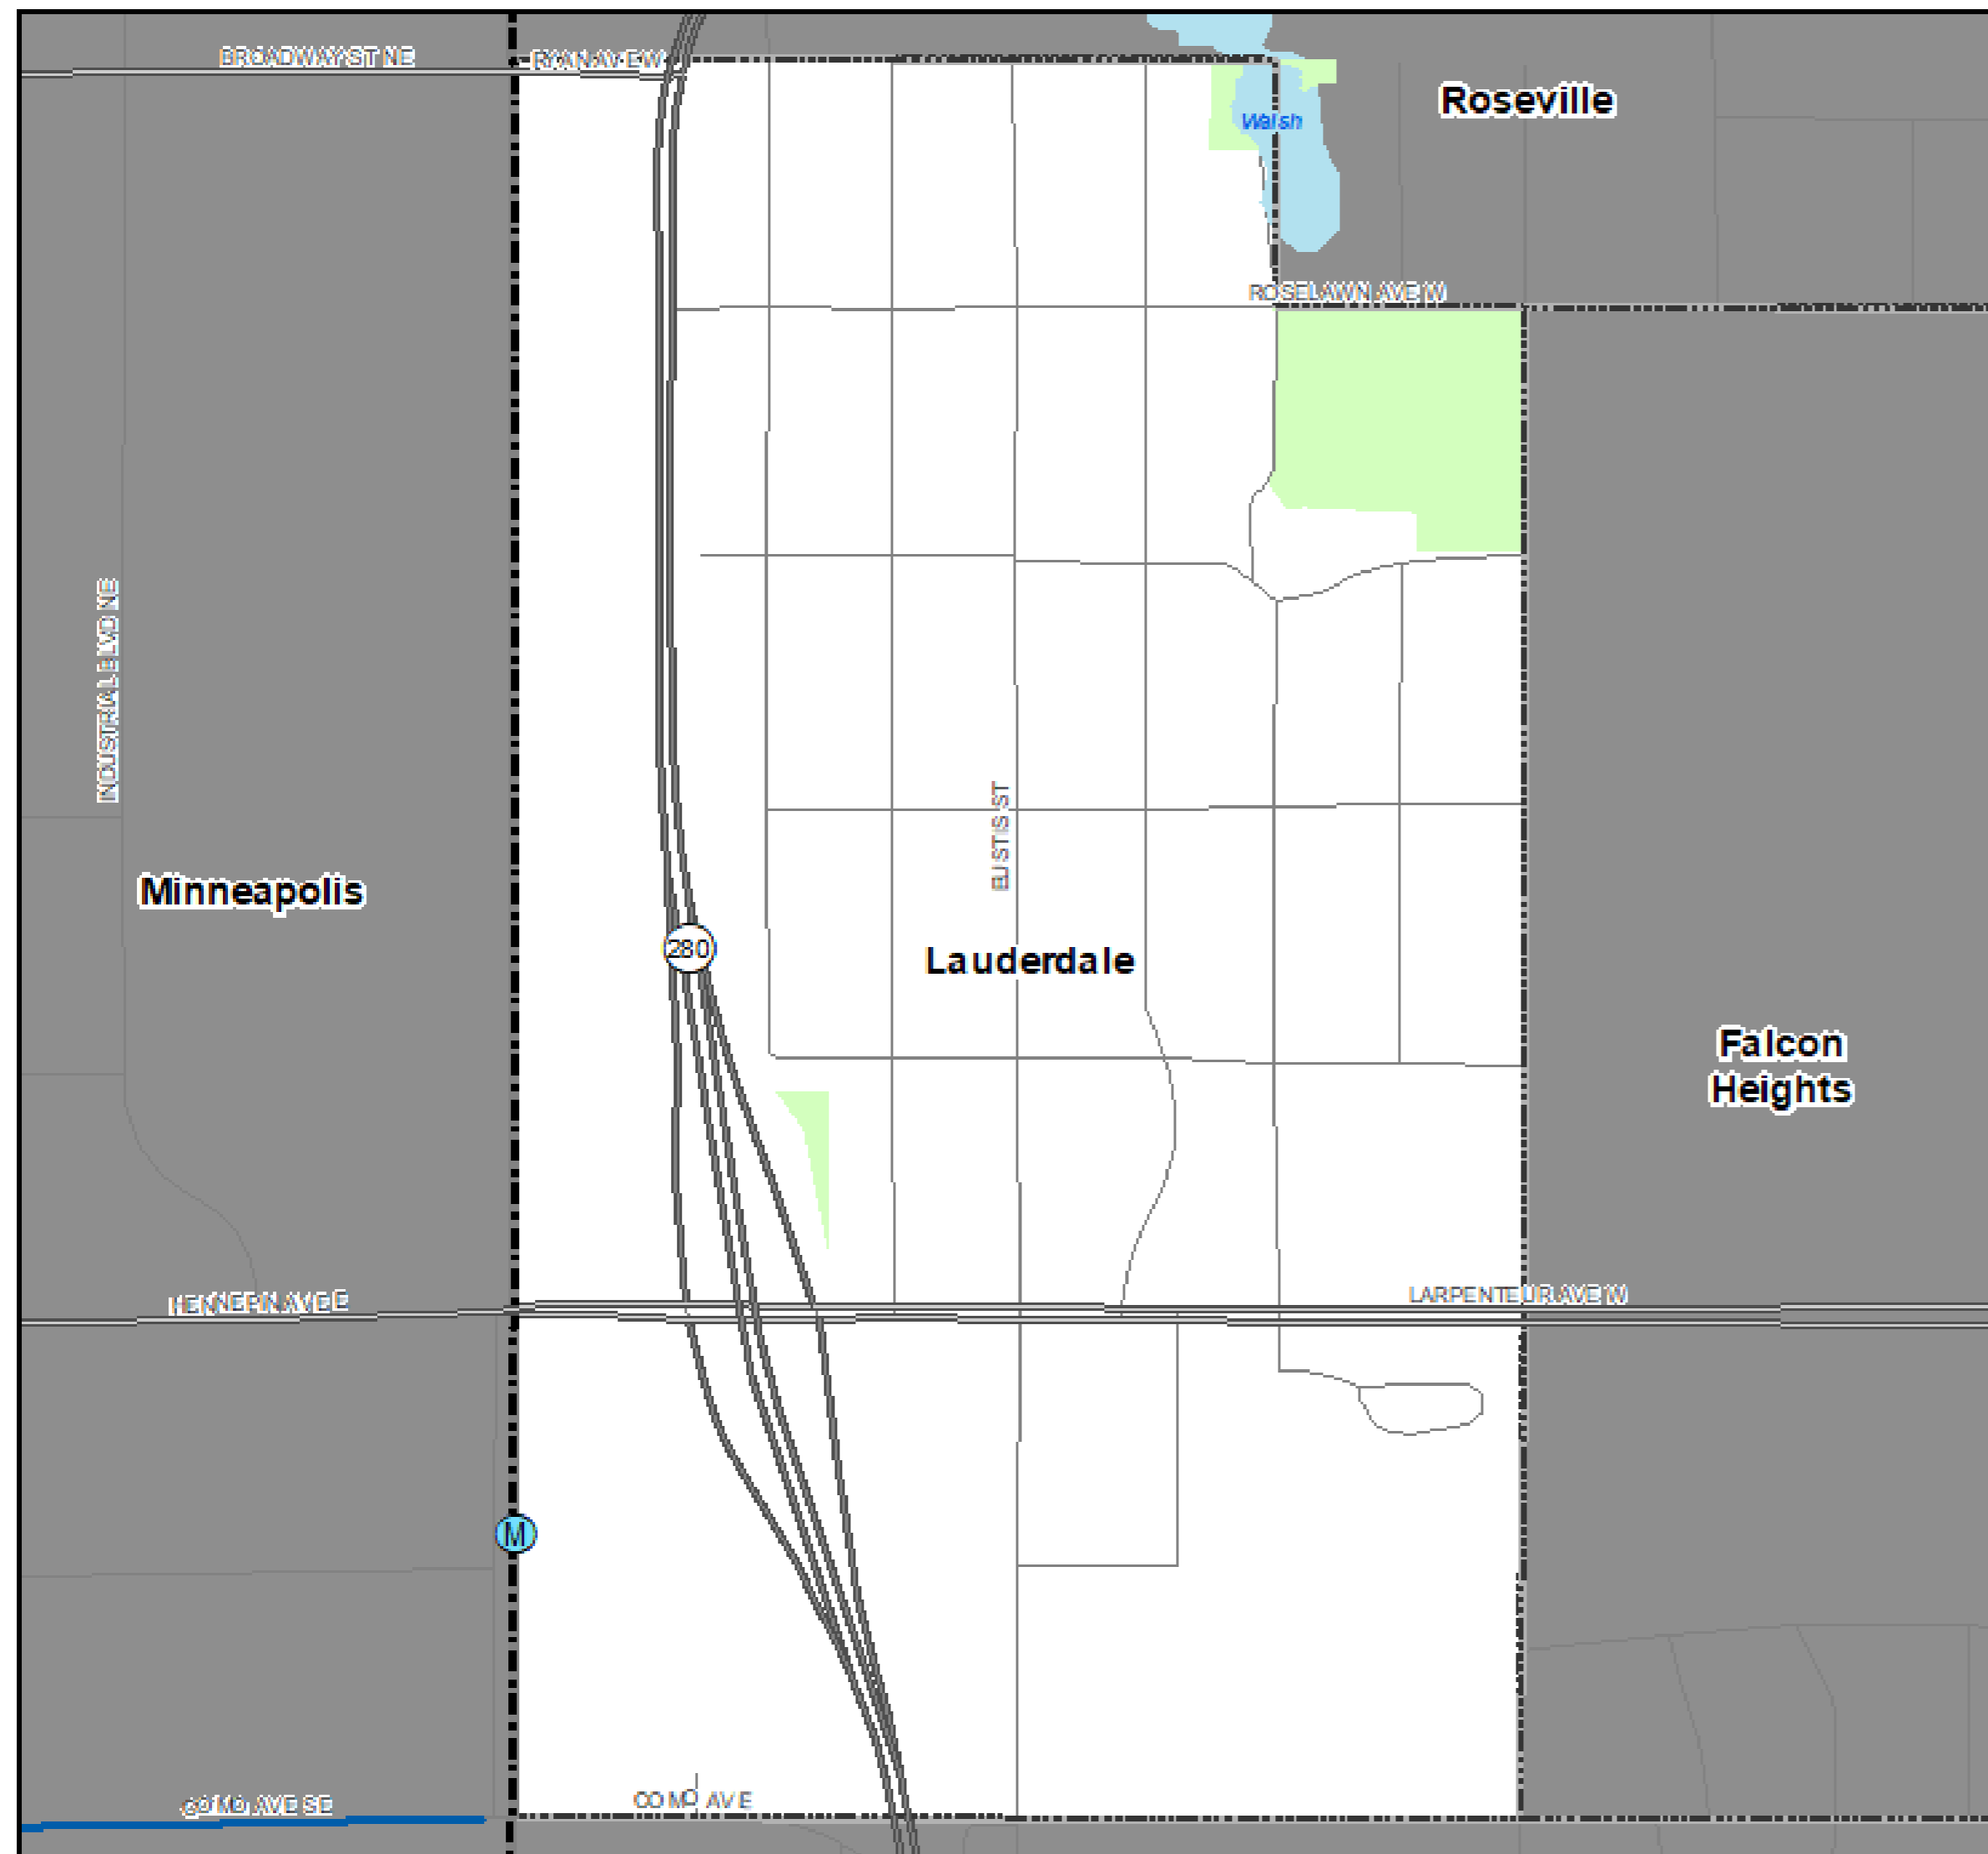 BROADWAY ST NE
RYAN AVE W
Roseville
Walsh
ROSELAWN AVE W
INDUSTRIAL BLVD NE
EUSTIS ST
Minneapolis
280
Lauderdale
Falcon
Heights
HENNEPIN AVE E
LARPENTEUR AVE W
M
COMO AVE SE
COMO AVE